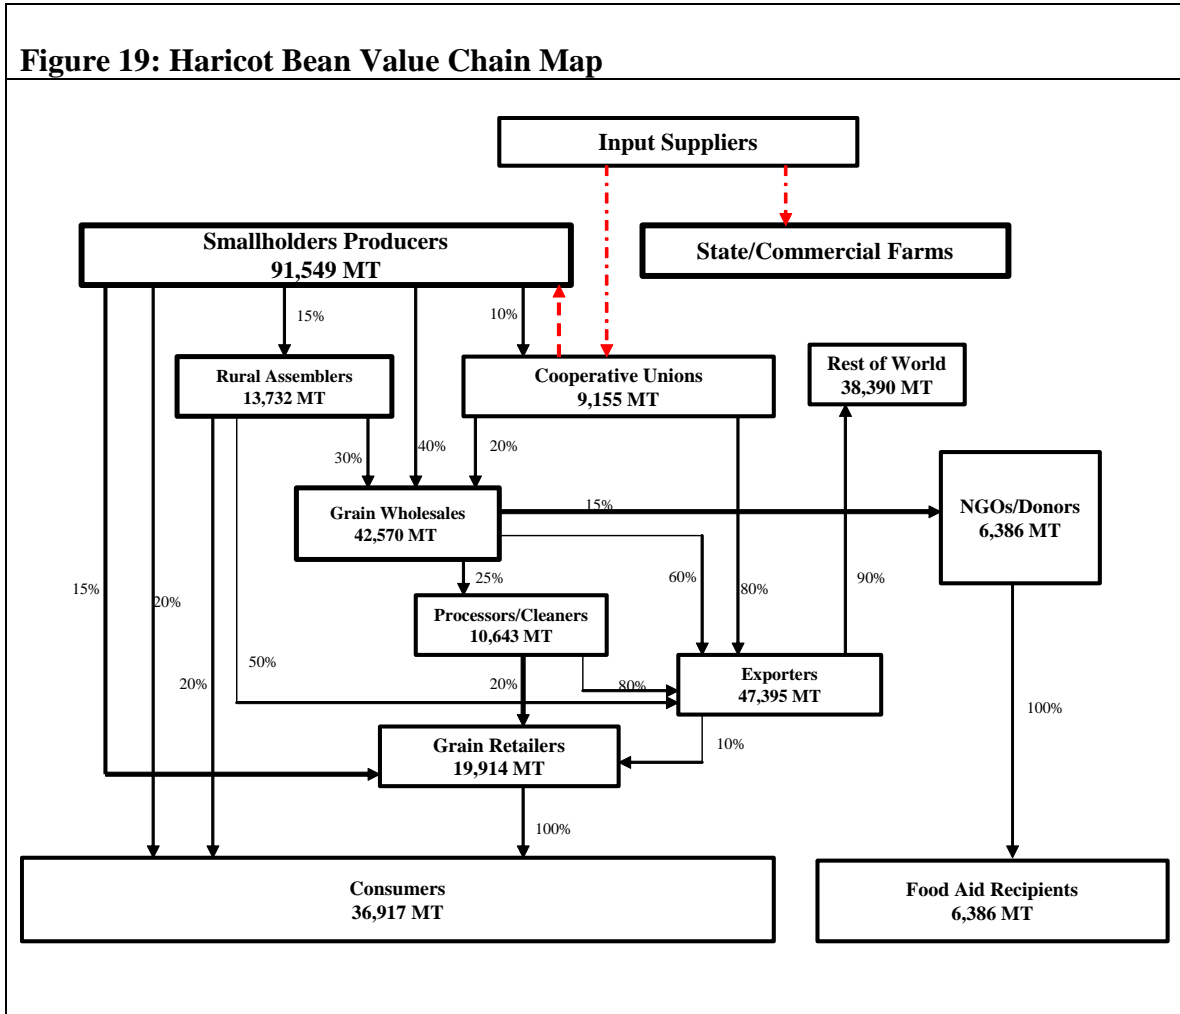 Figure 19: Haricot Bean Value Chain Map
Input Suppliers
Smallholders Producers
91,549 MT
State/Commercial Farms
15%
10%
Rural Assemblers
13,732 MT
Cooperative Unions
9,155 MT
Rest of World
38,390 MT
30%
40%
20%
Grain Wholesales
42,570 MT
15%
NGOs/Donors
6,386 MT
15%
20%
25%
60%
80%
90%
Processors/Cleaners
10,643 MT
50%
20%
20%
80%
Exporters
47,395 MT
100%
Grain Retailers
19,914 MT
10%
100%
Consumers
36,917 MT
Food Aid Recipients
6,386 MT